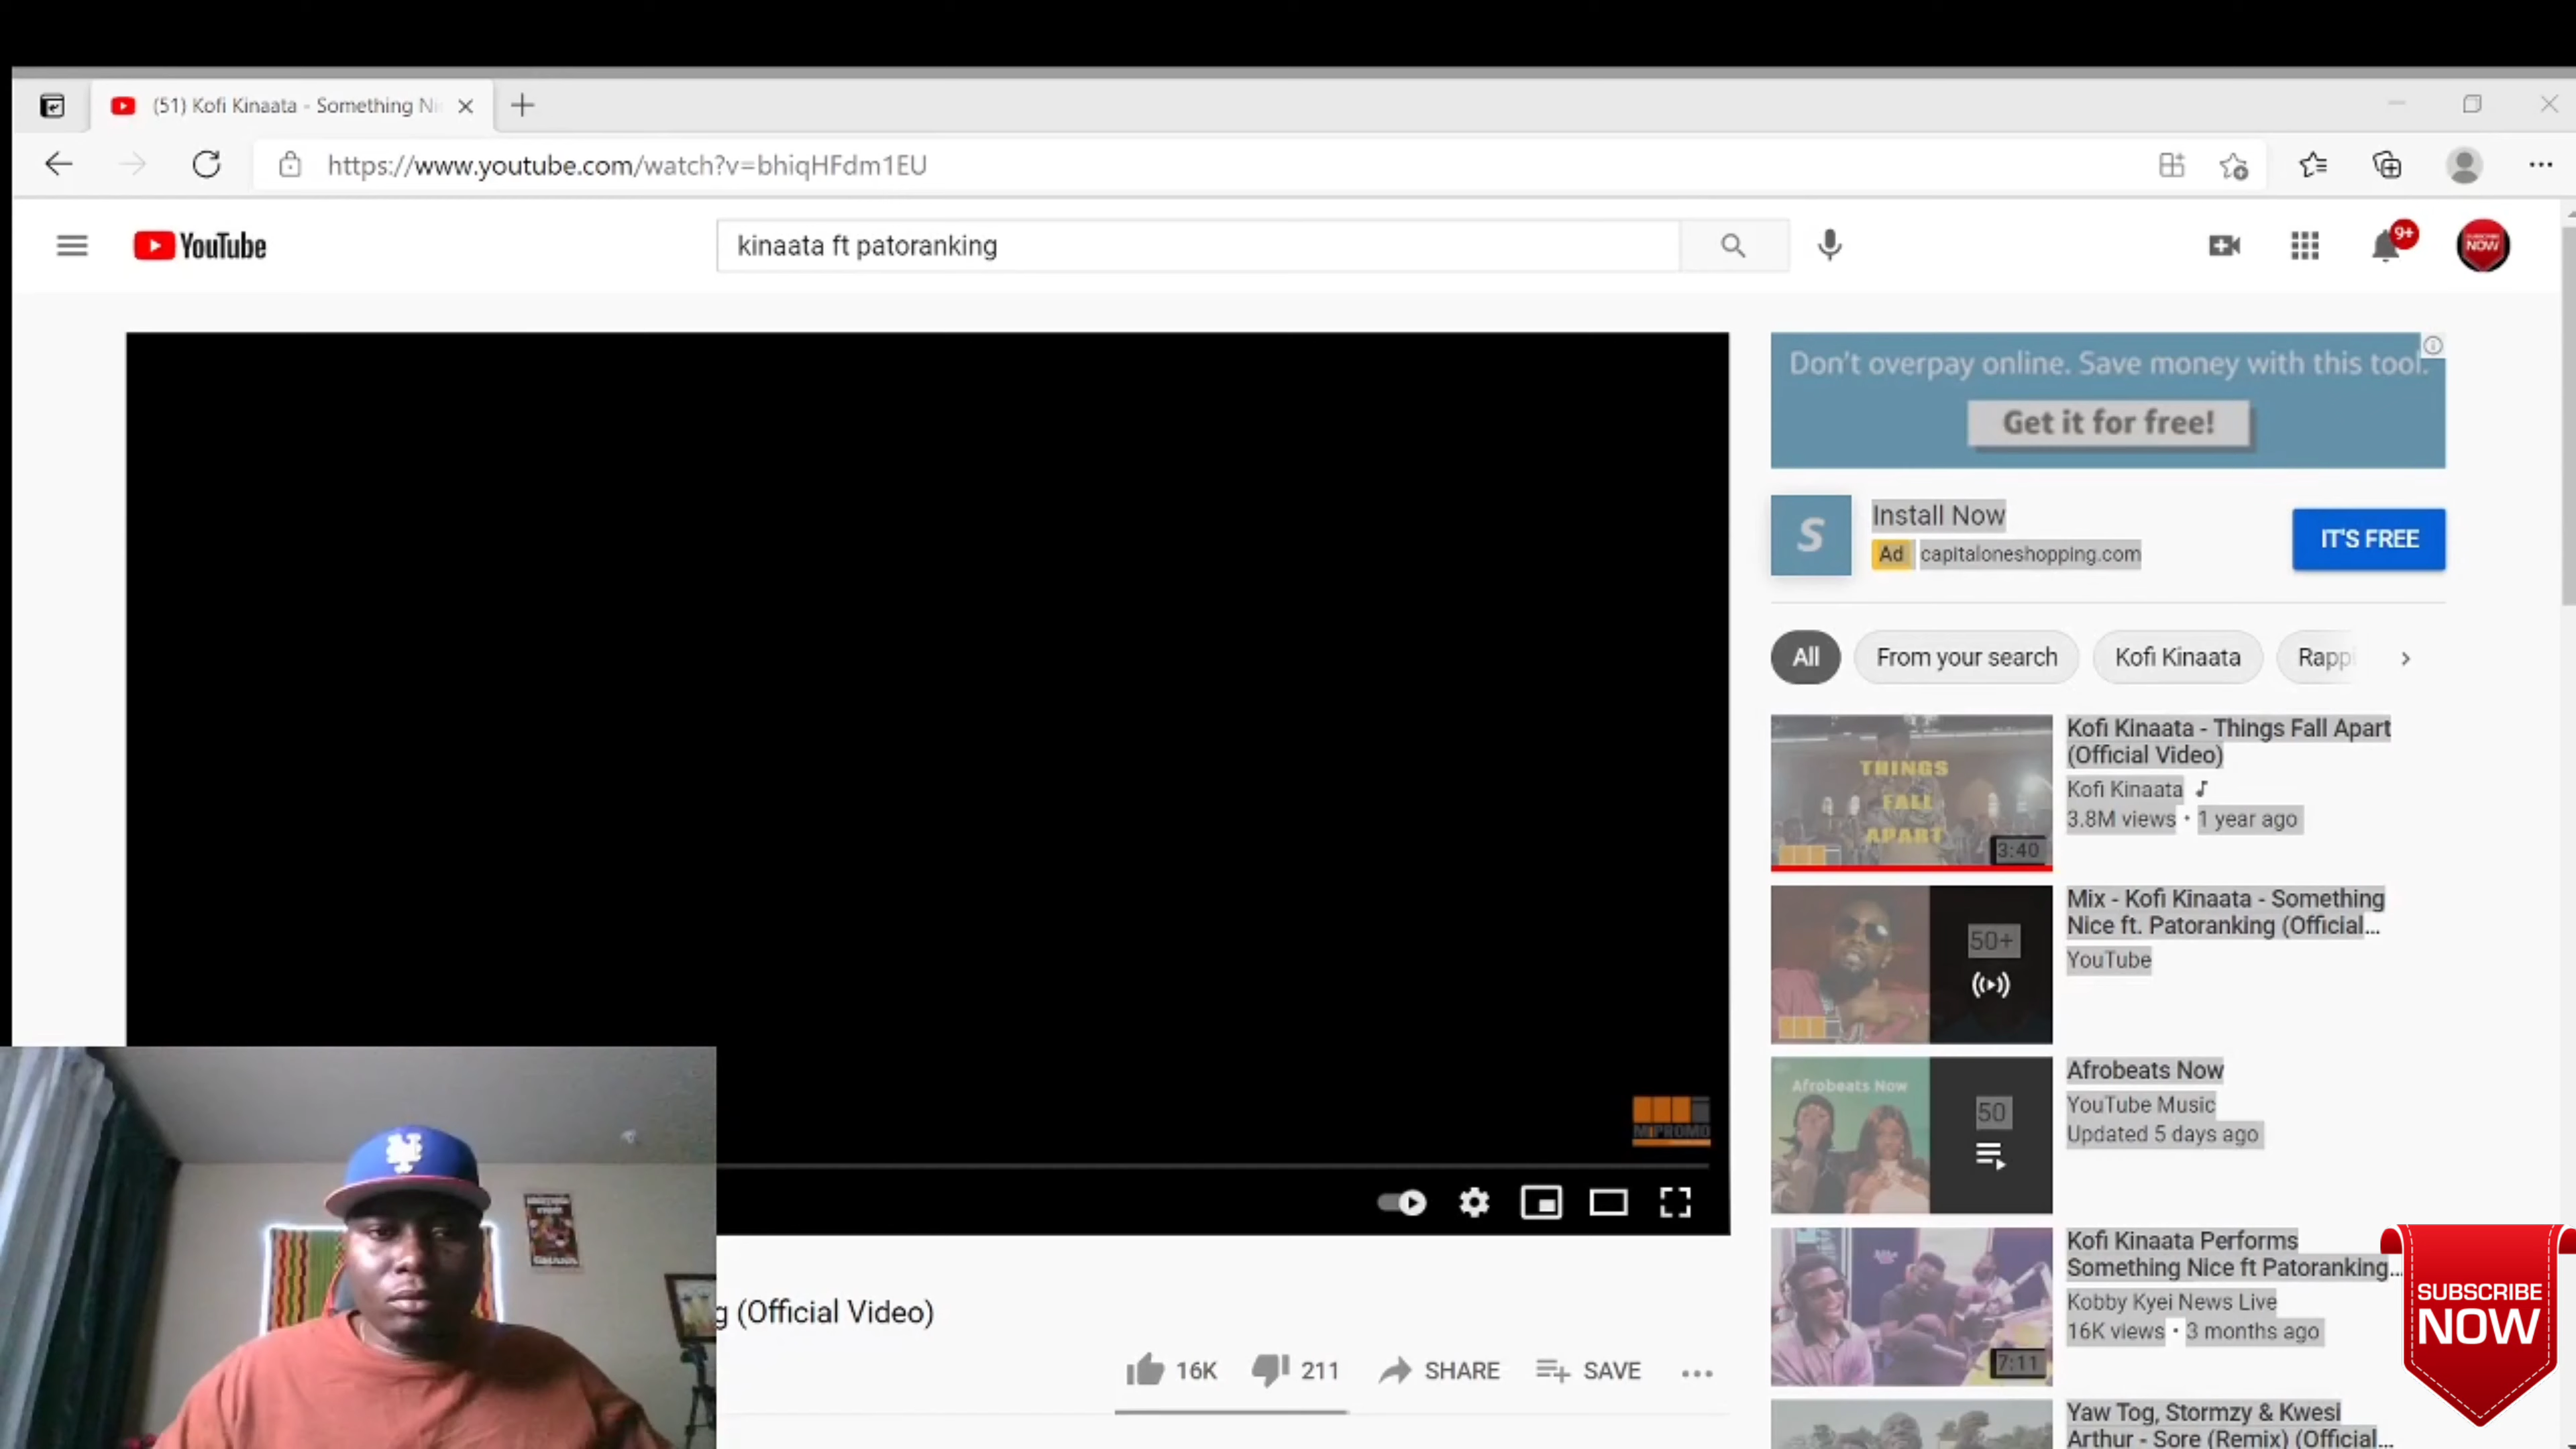 (51) Kofi Kinaata - Something Ni
https://www.youtube.com/watch?v=bhiqHFdm1EU
YouTube
kinaata ft patoranking
9+
NOW
Don't overpay online. Save money with this tool.
Get it for free!
S
Install Now
Ad capitaloneshopping.com
IT'S FREE
All
From your search
Kofi Kinaata
Rappi
THINGS
FALL
APART
3:40
Kofi Kinaata - Things Fall Apart
(Official Video)
Kofi Kinaata
3.8M views • 1 year ago
50+
Mix - Kofi Kinaata - Something
Nice ft. Patoranking (Official...
YouTube
Afrobeats Now
50
Afrobeats Now
YouTube Music
Updated 5 days ago
7:11
Kofi Kinaata Performs
Something Nice ft Patoranking...
Kobby Kyei News Live
16K views • 3 months ago
Yaw Tog, Stormzy & Kwesi
Arthur - Sore (Remix) (Official...
MiPROMO
NY
g (Official Video)
16K
211
SHARE
SAVE
SUBSCRIBE
NOW